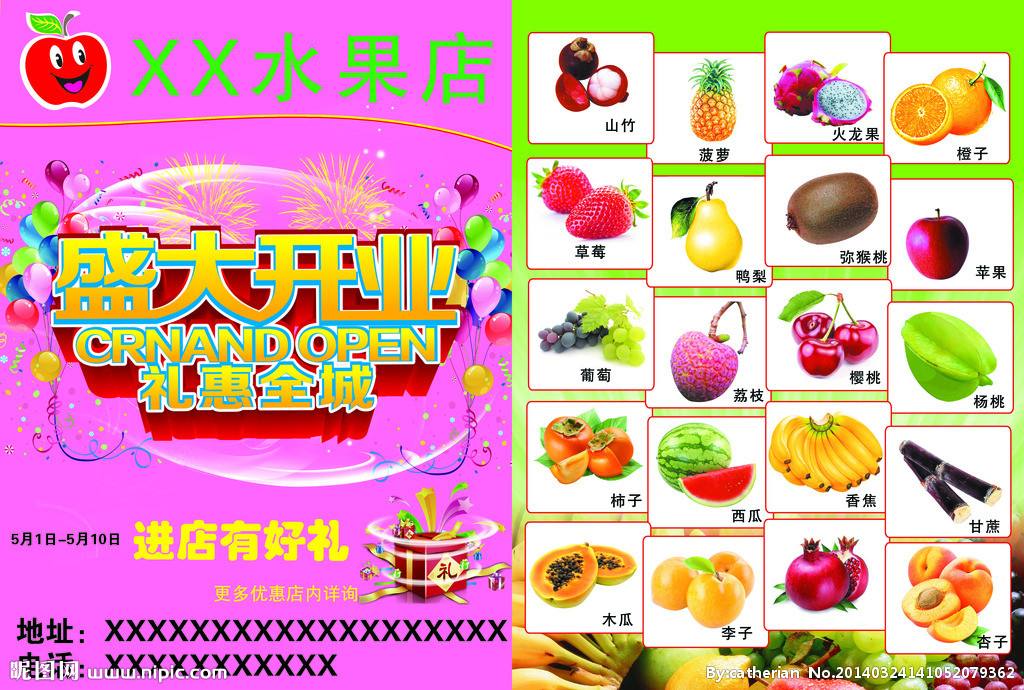 XX水果店
盛大开业
CRNAND OPEN
礼惠全城
5月1日-5月10日
进店有好礼
礼
更多优惠店内详询
地址：XXXXXXXXXXXXXXXXXXX
电话：XXXXXXXXXXX
昵图网 www.nipic.com
山竹
菠萝
火龙果
橙子
草莓
鸭梨
弥猴桃
苹果
葡萄
荔枝
樱桃
杨桃
柿子
西瓜
香焦
甘蔗
木瓜
李子
杏子
By:catherian No.20140324141052079362